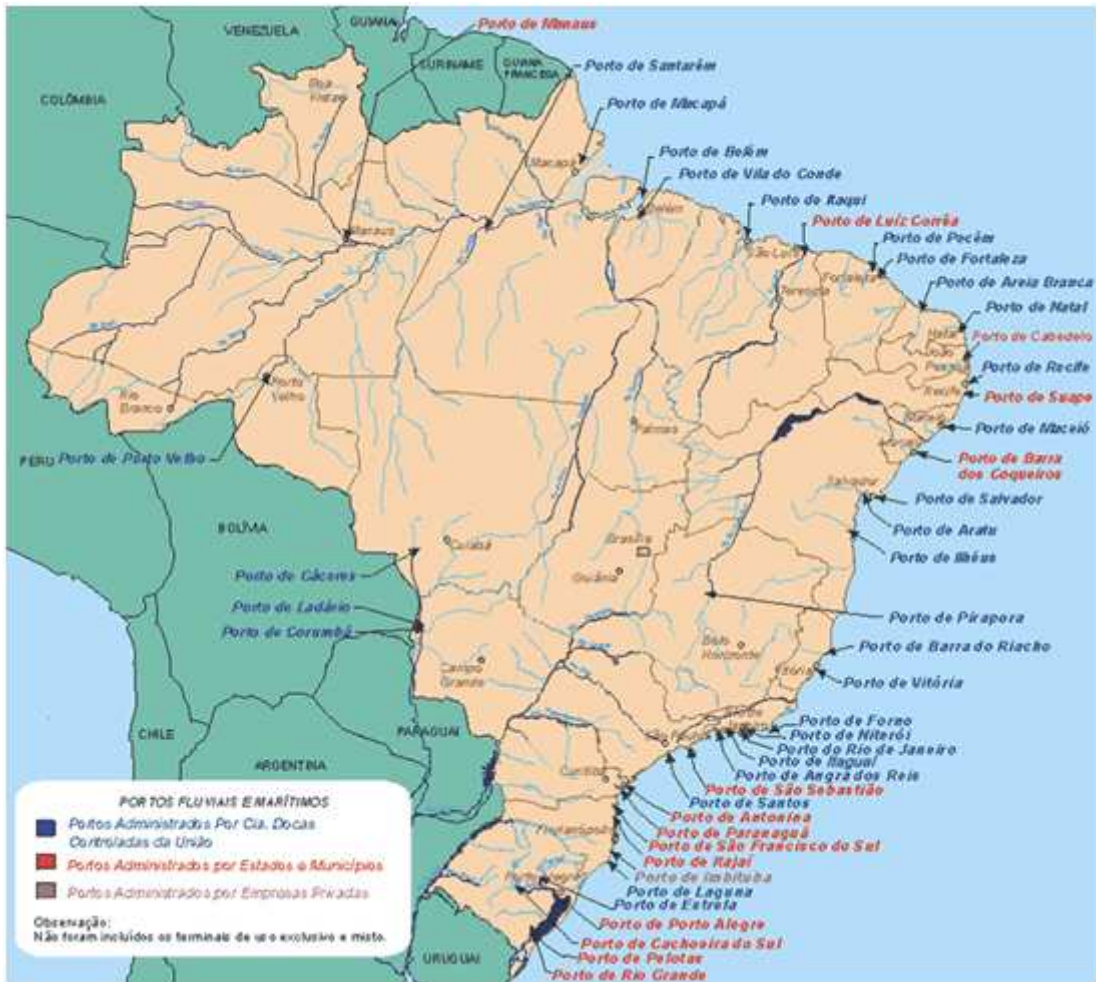 Porto de Manaus
GUIANA
VENEZUELA
SURINAME
GUIANA
FRANCESA
Porto de Santarém
COLÔMBIA
Boa
Vista
Porto de Macapá
Macapá
Porto de Belém
Porto de Vila do Conde
Belém
Porto de Itaqui
Porto de Luíz Corrêa
Manaus
São Luís
Porto de Pecém
Porto de Fortaleza
Fortaleza
Teresina
Porto de Areia Branca
Porto de Natal
Natal
Porto de Cabedelo
João
Pessoa
Porto de Recife
Porto
Velho
Rio
Branco
Recife
Porto de Suape
Palmas
Maceió
Porto de Maceió
Aracaju
PERU
Porto de Porto Velho
Porto de Barra
dos Coqueiros
Salvador
Porto de Salvador
BOLÍVIA
Porto de Aratu
Cuiabá
Brasília
Porto de Ilhéus
Porto de Cáceres
Goiânia
Porto de Ladário
Porto de Pirapora
Porto de Corumbá
Belo
Horizonte
Porto de Barra do Riacho
Campo
Grande
Vitória
Porto de Vitória
PARAGUAI
CHILE
Rio de
Janeiro
Porto de Forno
São Paulo
Porto de Niterói
Porto do Rio de Janeiro
Porto de Itaguaí
ARGENTINA
Curitiba
Porto de Angra dos Reis
Porto de São Sebastião
Porto de Santos
Porto de Antonina
Porto de Paranaguá
Florianópolis
Porto de São Francisco do Sul
Porto de Itajaí
Porto Alegre
Porto de Imbituba
Porto de Laguna
Porto de Estrela
Porto de Porto Alegre
Porto de Cachoeira do Sul
URUGUAI
Porto de Pelotas
Porto de Rio Grande
PORTOS FLUVIAIS E MARÍTIMOS
Portos Administrados Por Cia. Docas
Controladas da União
Portos Administrados por Estados e Municípios
Portos Administrados por Empresas Privadas
Observação:
Não foram incluídos os terminais de uso exclusivo e misto.